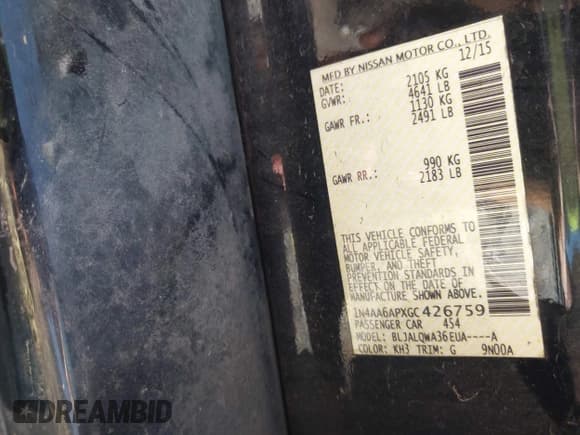 MFD BY NISSAN MOTOR CO., LTD.
DATE: 12/15
GVWR: 2105 KG
4641 LB
GAWR FR.: 1130 KG
2491 LB
GAWR RR.: 990 KG
2183 LB
THIS VEHICLE CONFORMS TO
ALL APPLICABLE FEDERAL
MOTOR VEHICLE SAFETY,
BUMPER, AND THEFT
PREVENTION STANDARDS IN
EFFECT ON THE DATE OF
MANUFACTURE SHOWN ABOVE.
1N4AA6APXGC426759
PASSENGER CAR 454
MODEL: BLJALQWA36EUA----A
COLOR: KH3 TRIM: G 9N00A
DREAMBID